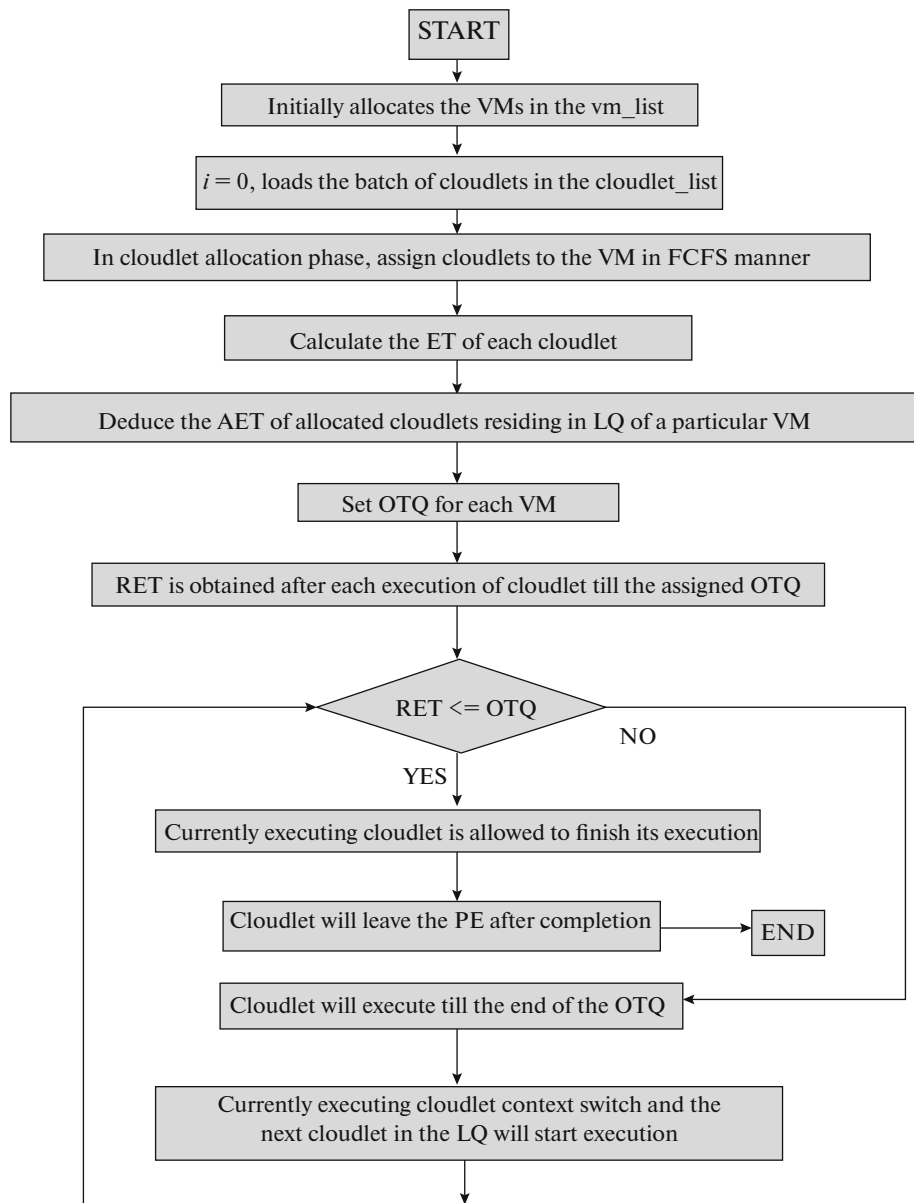 START
Initially allocates the VMs in the vm_list
i = 0, loads the batch of cloudlets in the cloudlet_list
In cloudlet allocation phase, assign cloudlets to the VM in FCFS manner
Calculate the ET of each cloudlet
Deduce the AET of allocated cloudlets residing in LQ of a particular VM
Set OTQ for each VM
RET is obtained after each execution of cloudlet till the assigned OTQ
RET <= OTQ
NO
YES
Currently executing cloudlet is allowed to finish its execution
Cloudlet will leave the PE after completion
END
Cloudlet will execute till the end of the OTQ
Currently executing cloudlet context switch and the
next cloudlet in the LQ will start execution